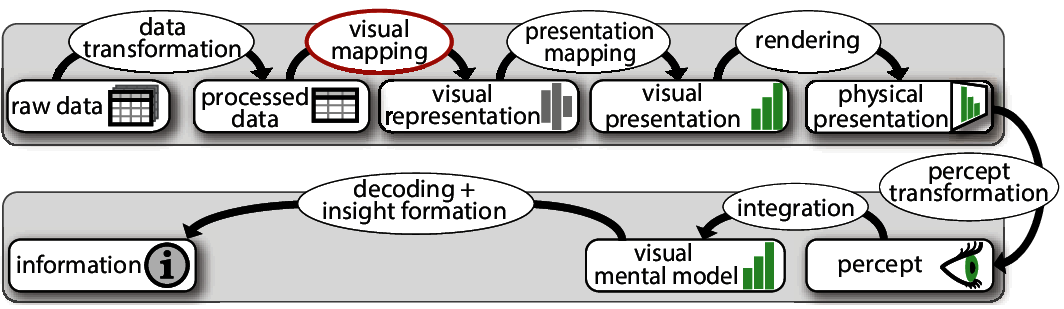 data
transformation
visual
mapping
presentation
mapping
rendering
raw data
processed
data
visual
representation
visual
presentation
physical
presentation
percept
transformation
decoding +
insight formation
integration
information
i
visual
mental model
percept